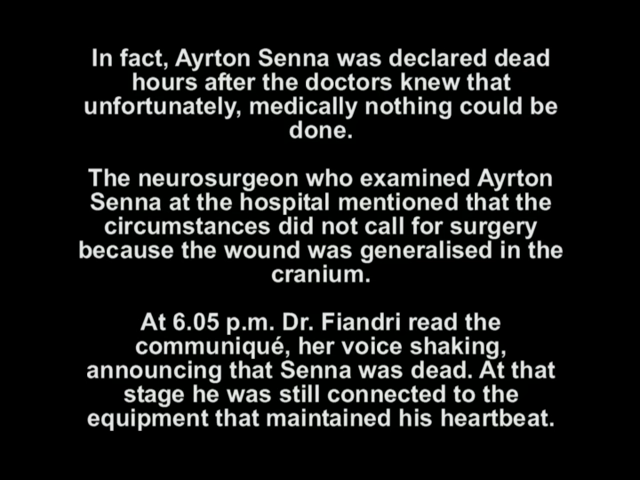 In fact, Ayrton Senna was declared dead
hours after the doctors knew that
unfortunately, medically nothing could be
done.
The neurosurgeon who examined Ayrton
Senna at the hospital mentioned that the
circumstances did not call for surgery
because the wound was generalised in the
cranium.
At 6.05 p.m. Dr. Fiandri read the
communiqué, her voice shaking,
announcing that Senna was dead. At that
stage he was still connected to the
equipment that maintained his heartbeat.